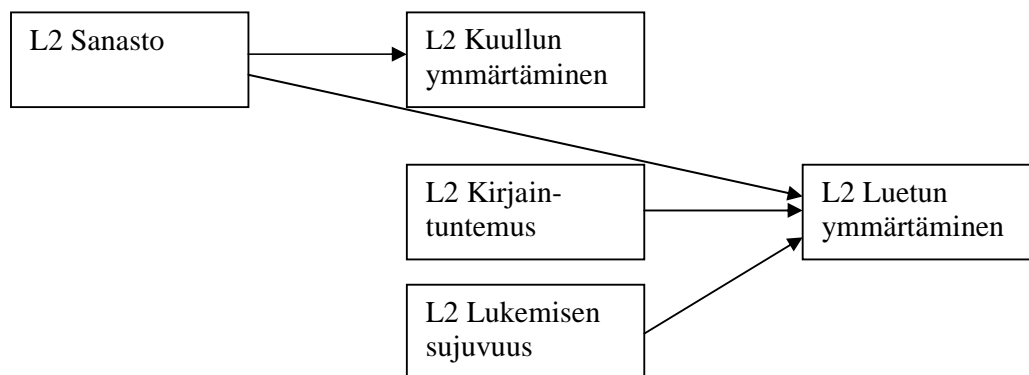 L2 Sanasto
L2 Kuullun
ymmärtäminen
L2 Kirjain-
tuntemus
L2 Luetun
ymmärtäminen
L2 Lukemisen
sujuvuus